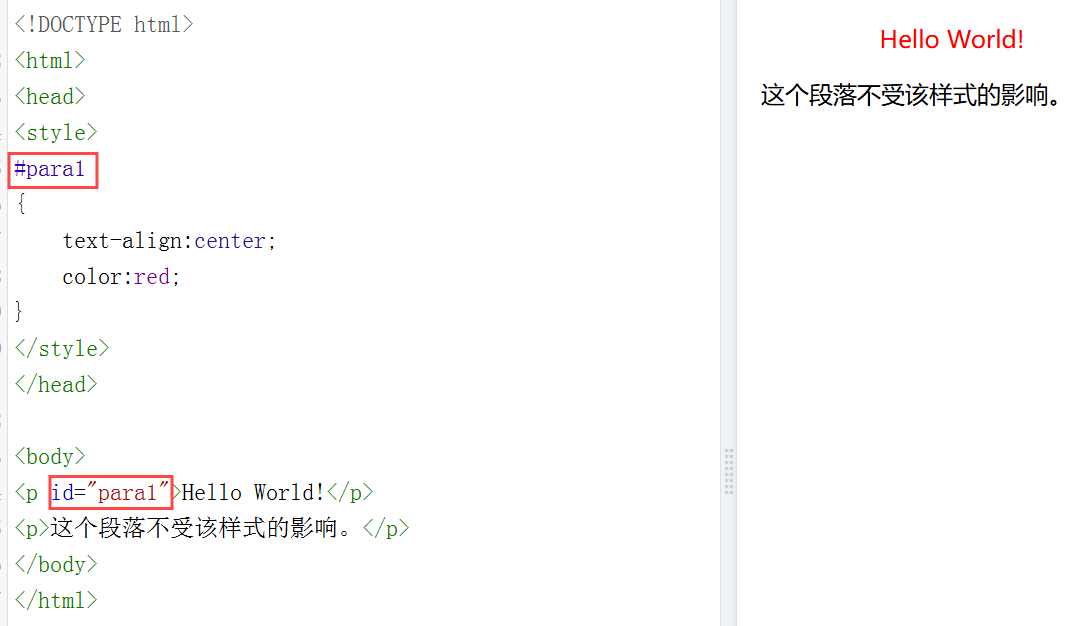 <!DOCTYPE html>
<html>
<head>
<style>
#para1
{
    text-align:center;
    color:red;
}
</style>
</head>
<body>
<p id="para1">Hello World!</p>
<p>这个段落不受该样式的影响。</p>
</body>
</html>
Hello World!
这个段落不受该样式的影响。